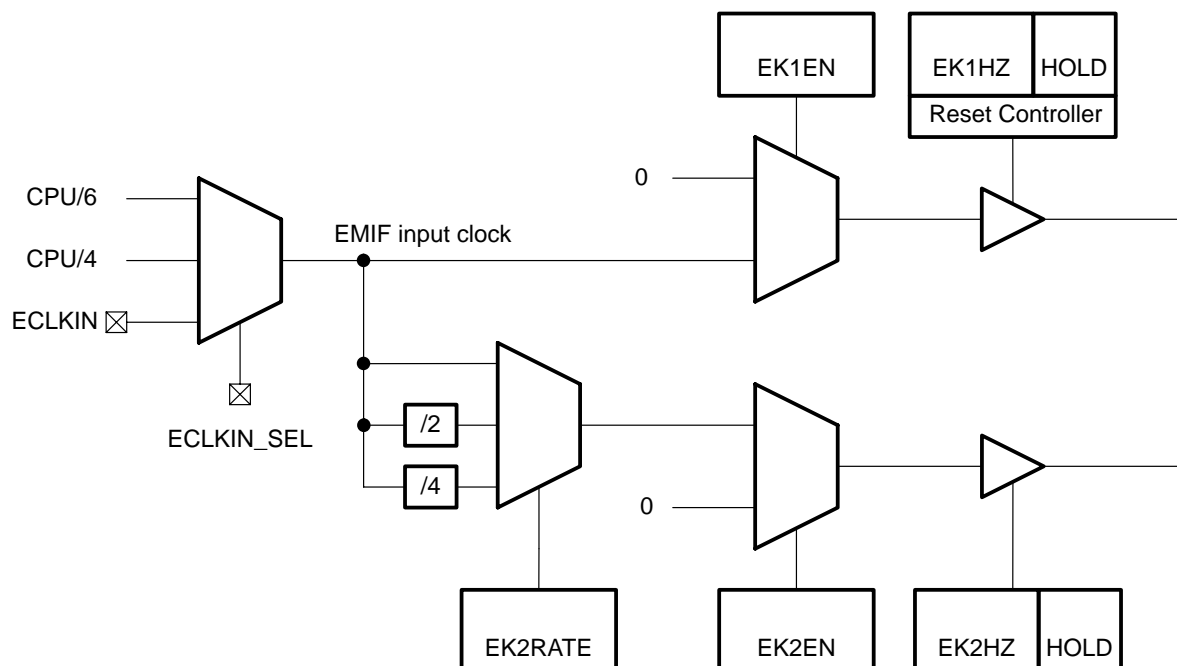 EK1EN
EK1HZ HOLD
Reset Controller
CPU/6
0
EMIF input clock
CPU/4
ECLKIN
/2
ECLKIN_SEL
/4
0
EK2RATE
EK2EN
EK2HZ HOLD